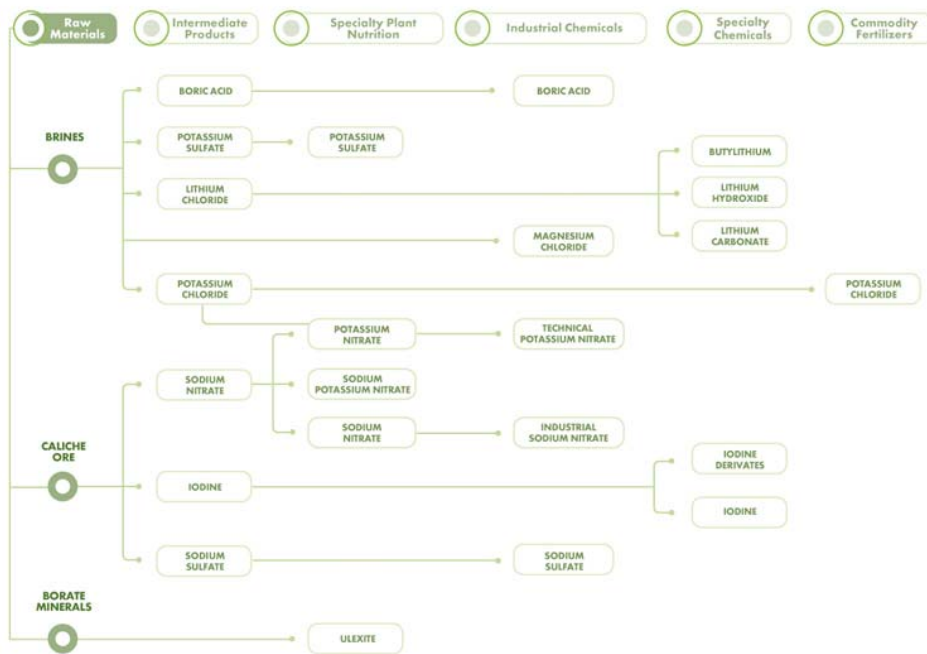 Raw
Materials
Intermediate
Products
Specialty Plant
Nutrition
Industrial Chemicals
Specialty
Chemicals
Commodity
Fertilizers
BRINES
BORIC ACID
BORIC ACID
POTASSIUM
SULFATE
POTASSIUM
SULFATE
BUTYLITHIUM
LITHIUM
CHLORIDE
LITHIUM
HYDROXIDE
MAGNESIUM
CHLORIDE
LITHIUM
CARBONATE
POTASSIUM
CHLORIDE
POTASSIUM
CHLORIDE
POTASSIUM
NITRATE
TECHNICAL
POTASSIUM NITRATE
SODIUM
NITRATE
SODIUM
POTASSIUM NITRATE
SODIUM
NITRATE
INDUSTRIAL
SODIUM NITRATE
CALICHE
ORE
IODINE
DERIVATES
IODINE
IODINE
SODIUM
SULFATE
SODIUM
SULFATE
BORATE
MINERALS
ULEXITE